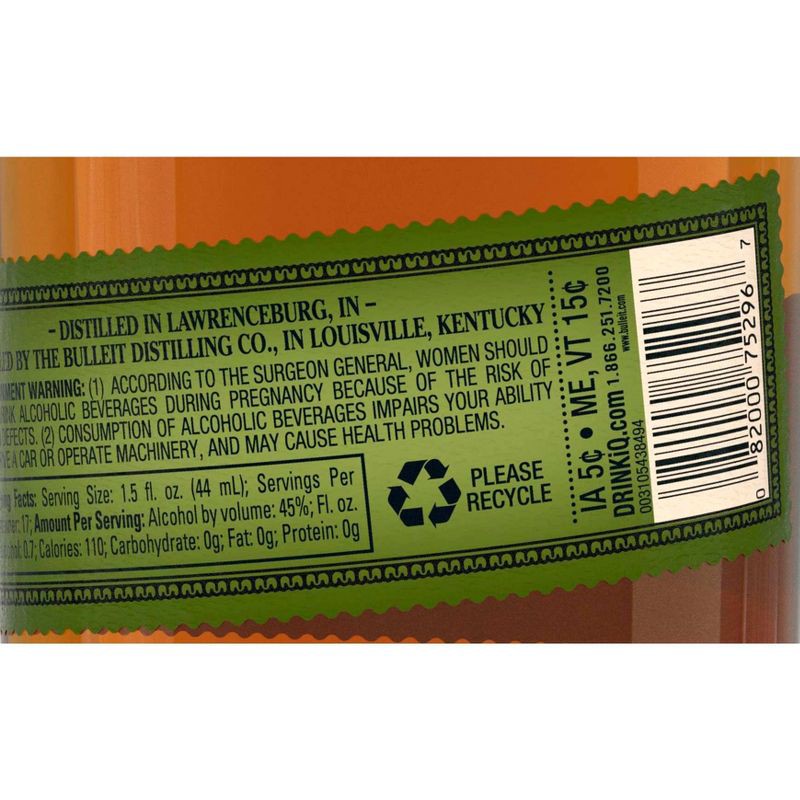 - DISTILLED IN LAWRENCEBURG, IN -
BY THE BULLEIT DISTILLING CO., IN LOUISVILLE, KENTUCKY
WARNING: (1) ACCORDING TO THE SURGEON GENERAL, WOMEN SHOULD
ALCOHOLIC BEVERAGES DURING PREGNANCY BECAUSE OF THE RISK OF
DEFECTS. (2) CONSUMPTION OF ALCOHOLIC BEVERAGES IMPAIRS YOUR ABILITY
A CAR OR OPERATE MACHINERY, AND MAY CAUSE HEALTH PROBLEMS.
Facts: Serving Size: 1.5 fl. oz. (44 mL); Servings Per
17; Amount Per Serving: Alcohol by volume: 45%; Fl. oz.
0.7; Calories: 110; Carbohydrate: 0g; Fat: 0g; Protein: 0g
PLEASE
RECYCLE
IA 5¢ • ME, VT 15¢
DRINKiQ.com 1.866.251.7200
www.bulleit.com
003105438494
0 82000 75296 7